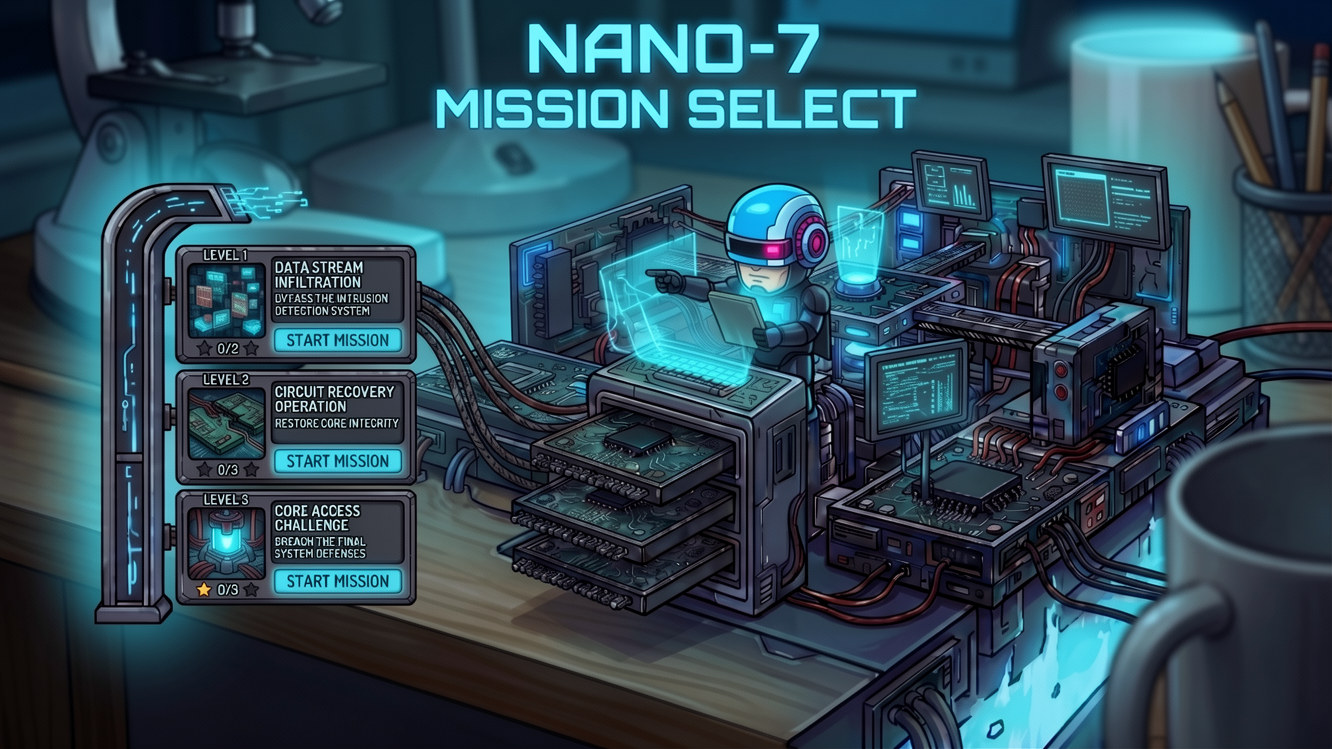 NANO-7
MISSION SELECT
LEVEL 1
DATA STREAM
INFILTRATION
BYFASS THE INTRUSION
DETECTION SYSTEM
0/2
START MISSION
LEVEL 2
CIRCUIT RECOVERY
OPERATION
RESTORE CORE INTECRITY
0/3
START MISSION
LEVEL 3
CORE ACCESS
CHALLENGE
BREACH THE FINAL
SYSTEM DEFENSES
0/3
START MISSION